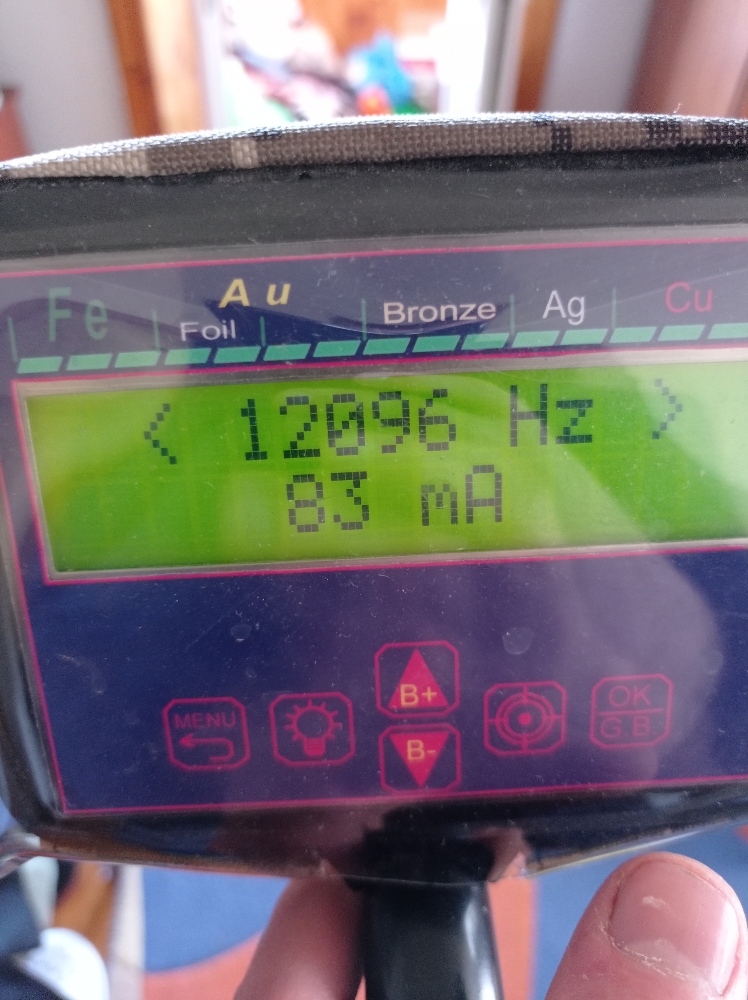 Fe Au Foil Bronze Ag Cu
< 12096 Hz >
83 mA
B+
MENU
OK
G.B.
B-